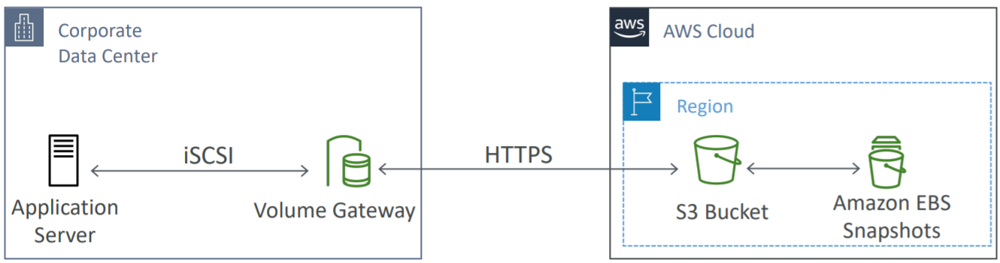 Corporate
Data Center
aws
AWS Cloud
Region
iSCSI
HTTPS
Application
Server
Volume Gateway
S3 Bucket
Amazon EBS
Snapshots